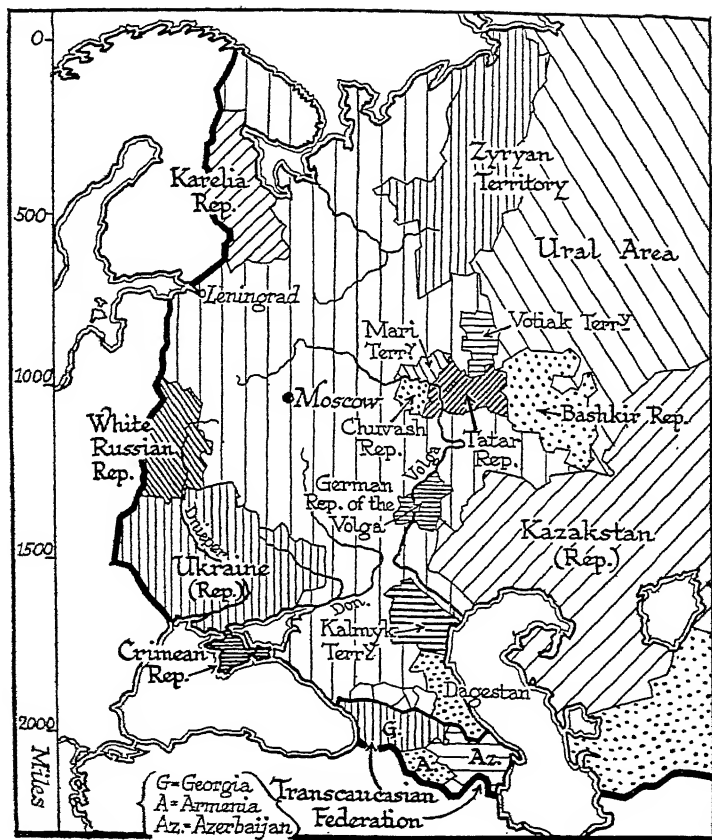 0
Zyryan
Territory
Karelia
Rep.
500
Ural Area
Leningrad
Votiak Terry
Mari
Terry
1000
Moscow
Bashkir Rep.
White
Russian
Rep.
Chuvash
Rep.
Tatar
Rep.
Volga
German
Rep. of the
Volga
Kazakstan
(Rep.)
Dnieper
1500
Ukraine
(Rep.)
Don.
Kalmyk
Terry
Crimean
Rep.
Dagestan
2000
Miles
G.
A.
Az.
G=Georgia
A=Armenia
Az.=Azerbaijan
Transcaucasian
Federation